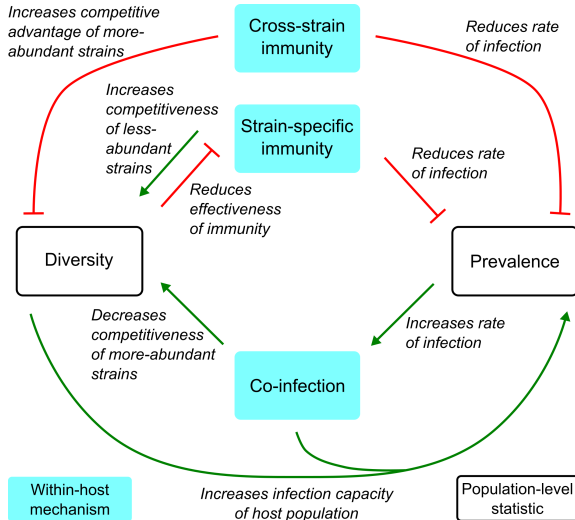 Increases competitive
advantage of more-
abundant strains
Cross-strain
immunity
Reduces rate
of infection
Increases
competitiveness
of less-
abundant
strains
Strain-specific
immunity
Reduces rate
of infection
Reduces
effectiveness
of immunity
Diversity
Prevalence
Decreases
competitiveness
of more-abundant
strains
Increases rate
of infection
Co-infection
Increases infection capacity
of host population
Within-host
mechanism
Population-level
statistic